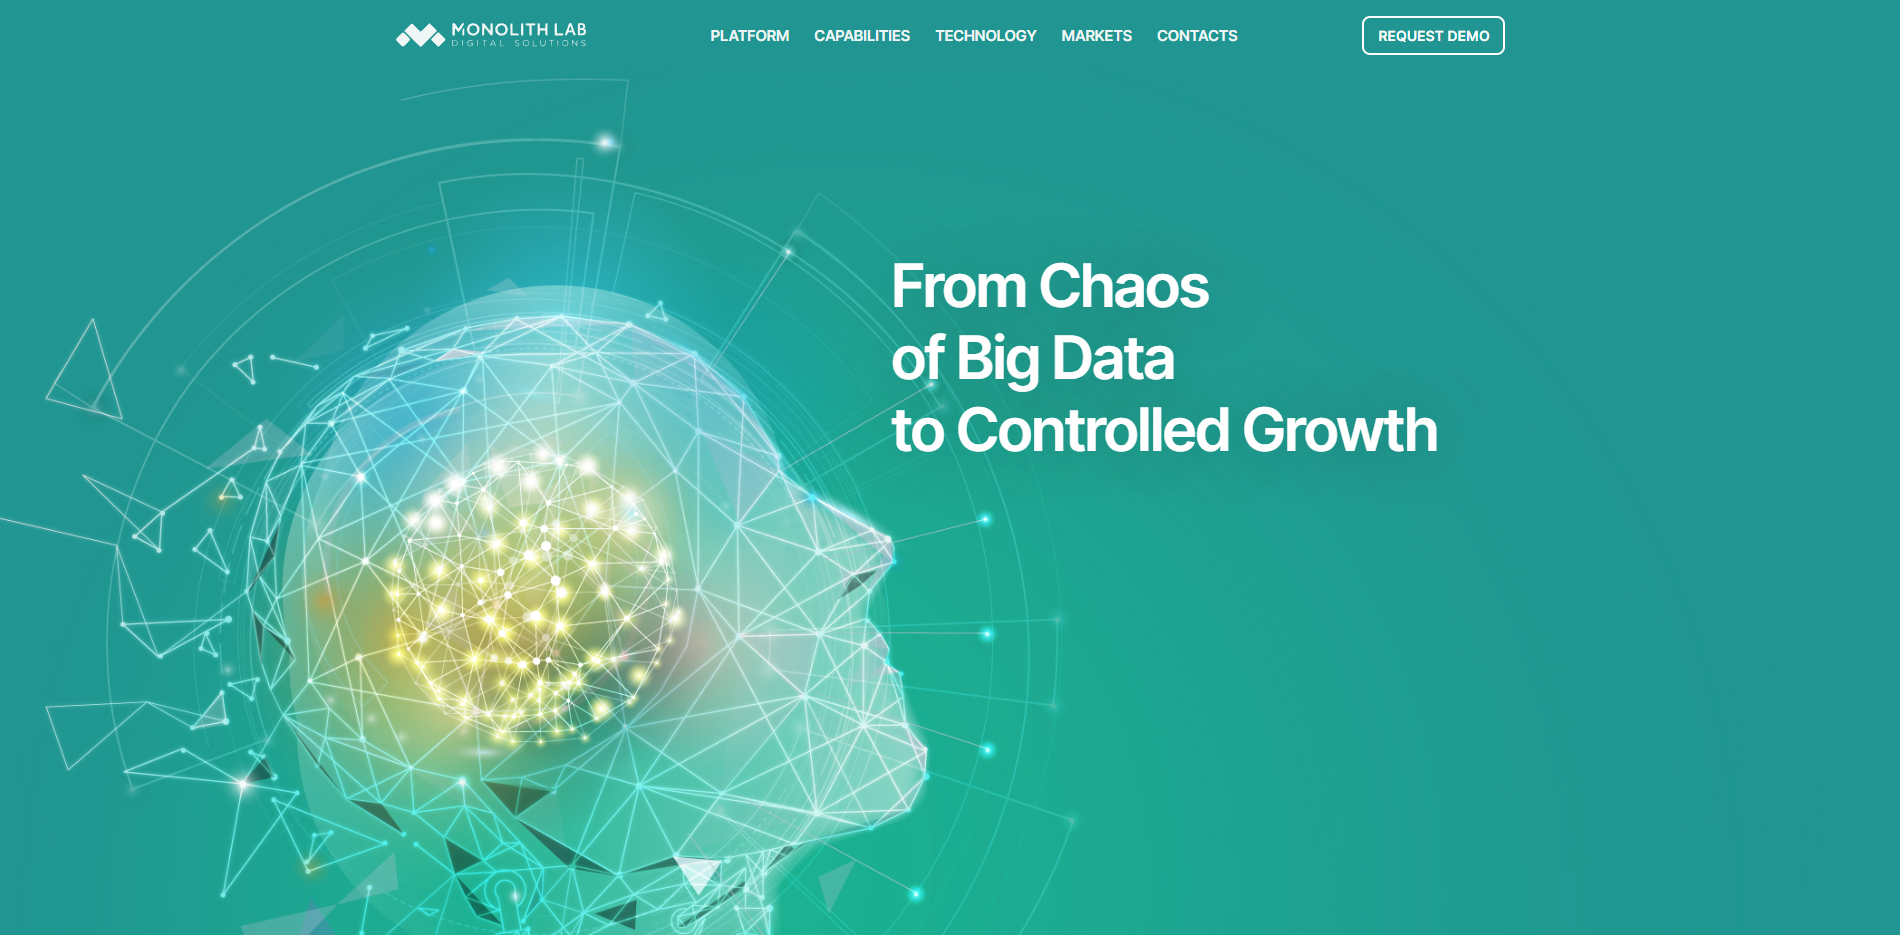 MONOLITH LAB
DIGITAL SOLUTIONS
PLATFORM CAPABILITIES TECHNOLOGY MARKETS CONTACTS
REQUEST DEMO
From Chaos
of Big Data
to Controlled Growth